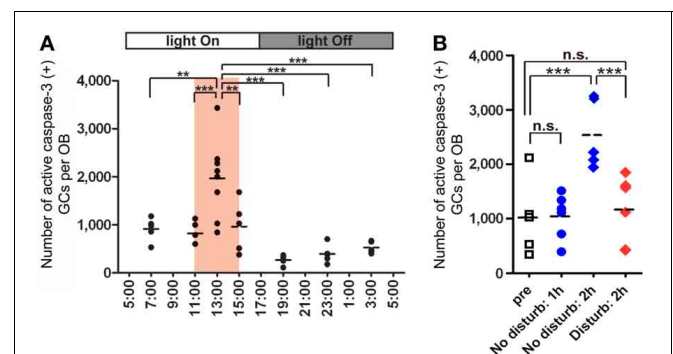 A
light On
light Off
Number of active caspase-3 (+)
GCs per OB
4,000
3,000
2,000
1,000
0
**
***
**
***
***
***
5:00
7:00
9:00
11:00
13:00
15:00
17:00
19:00
21:00
23:00
1:00
3:00
5:00
B
Number of active caspase-3 (+)
GCs per OB
4,000
3,000
2,000
1,000
0
n.s.
***
***
n.s.
pre
No disturb: 1h
No disturb: 2h
Disturb: 2h